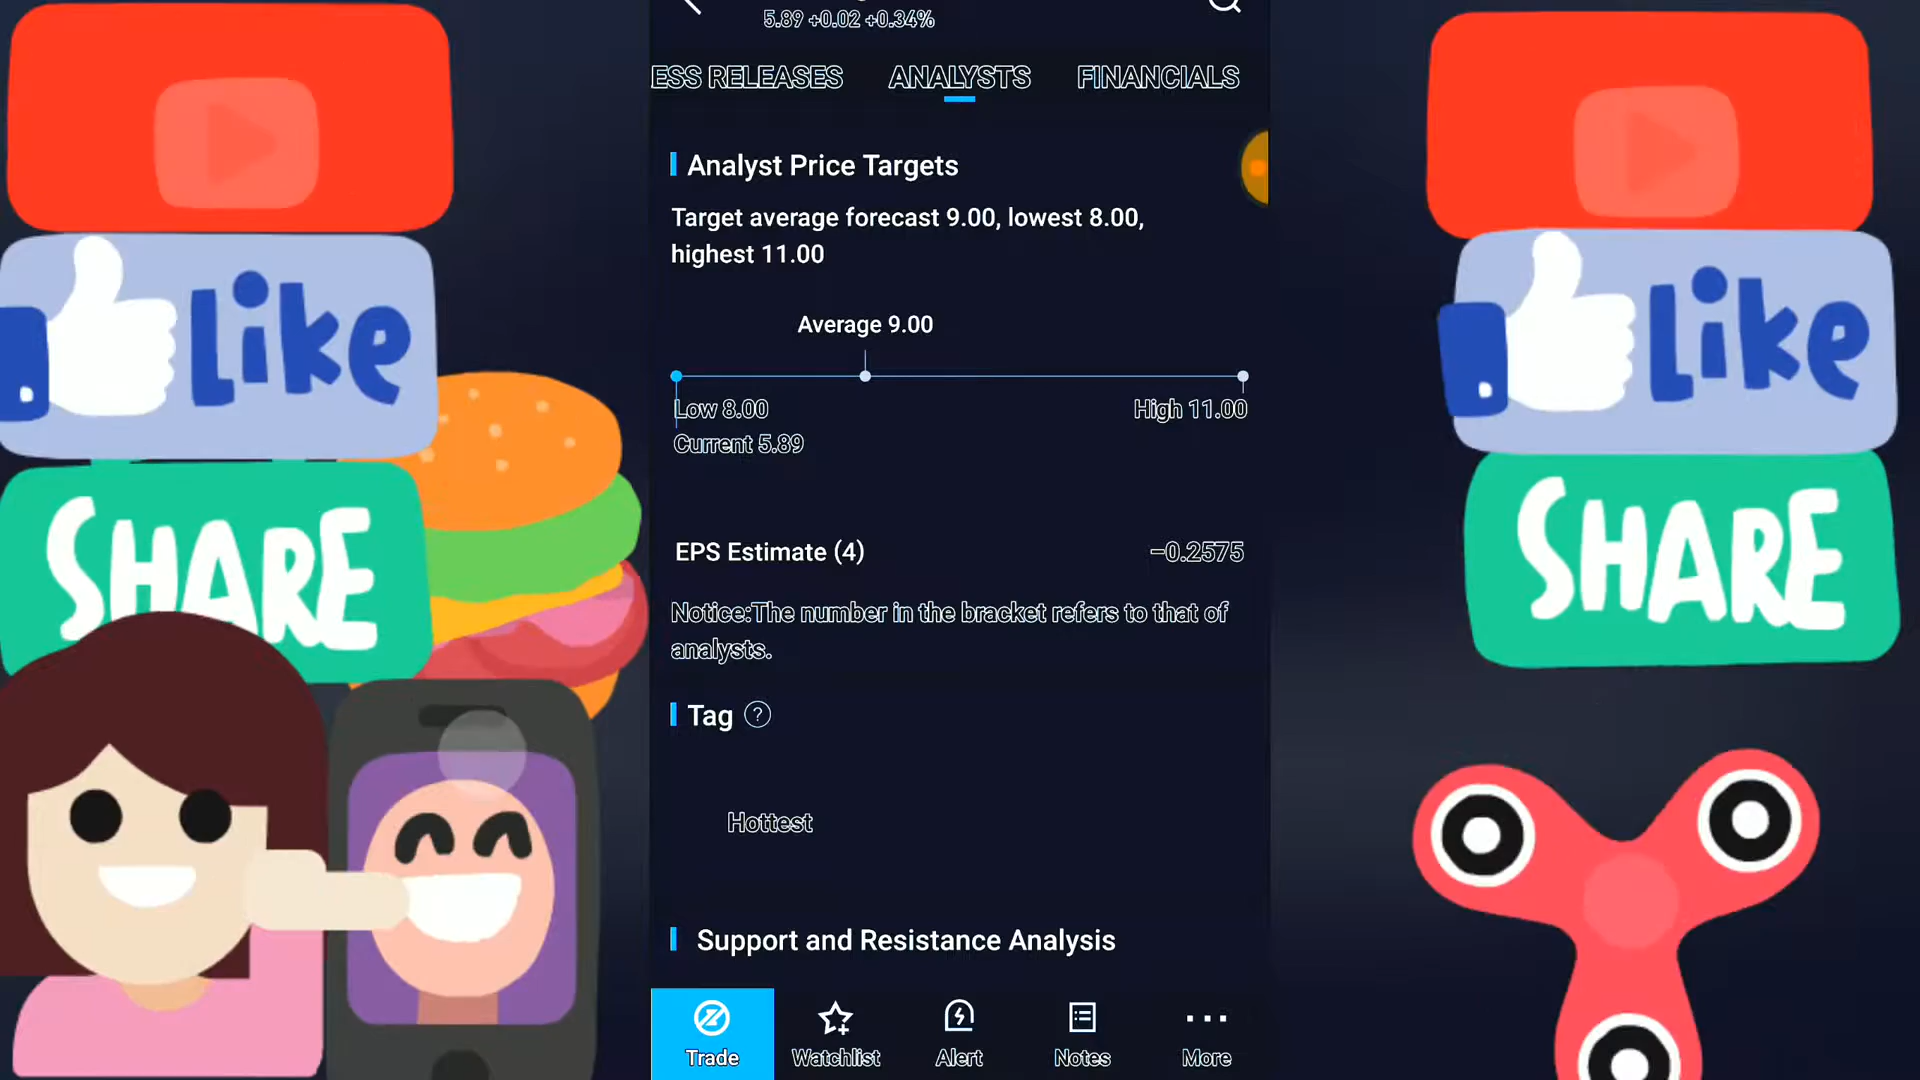 5.89 +0.02 +0.34%
ESS RELEASES ANALYSTS FINANCIALS
Analyst Price Targets
Target average forecast 9.00, lowest 8.00,
highest 11.00
Average 9.00
Low 8.00 High 11.00
Current 5.89
EPS Estimate (4) −0.2575
Notice:The number in the bracket refers to that of
analysts.
Tag ?
Hottest
Support and Resistance Analysis
Trade Watchlist Alert Notes More
Like
SHARE
Like
SHARE